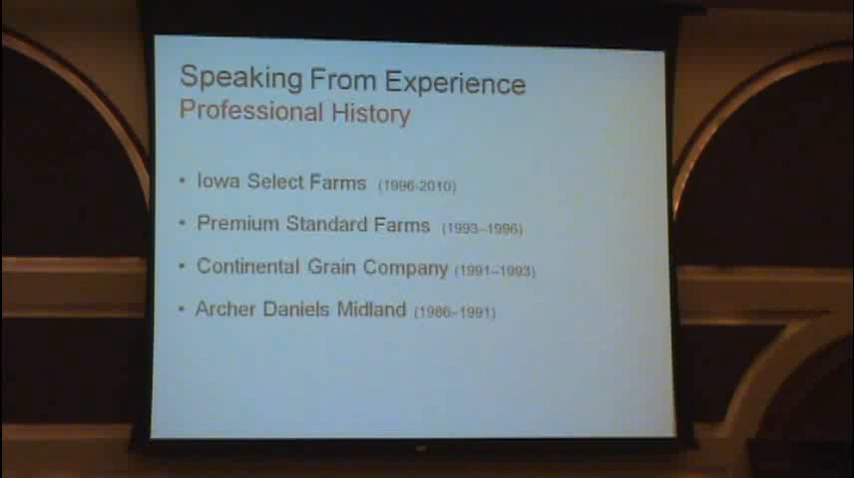 Speaking From Experience
Professional History
• Iowa Select Farms (1996-2010)
• Premium Standard Farms (1993–1996)
• Continental Grain Company (1991–1993)
• Archer Daniels Midland (1986–1991)